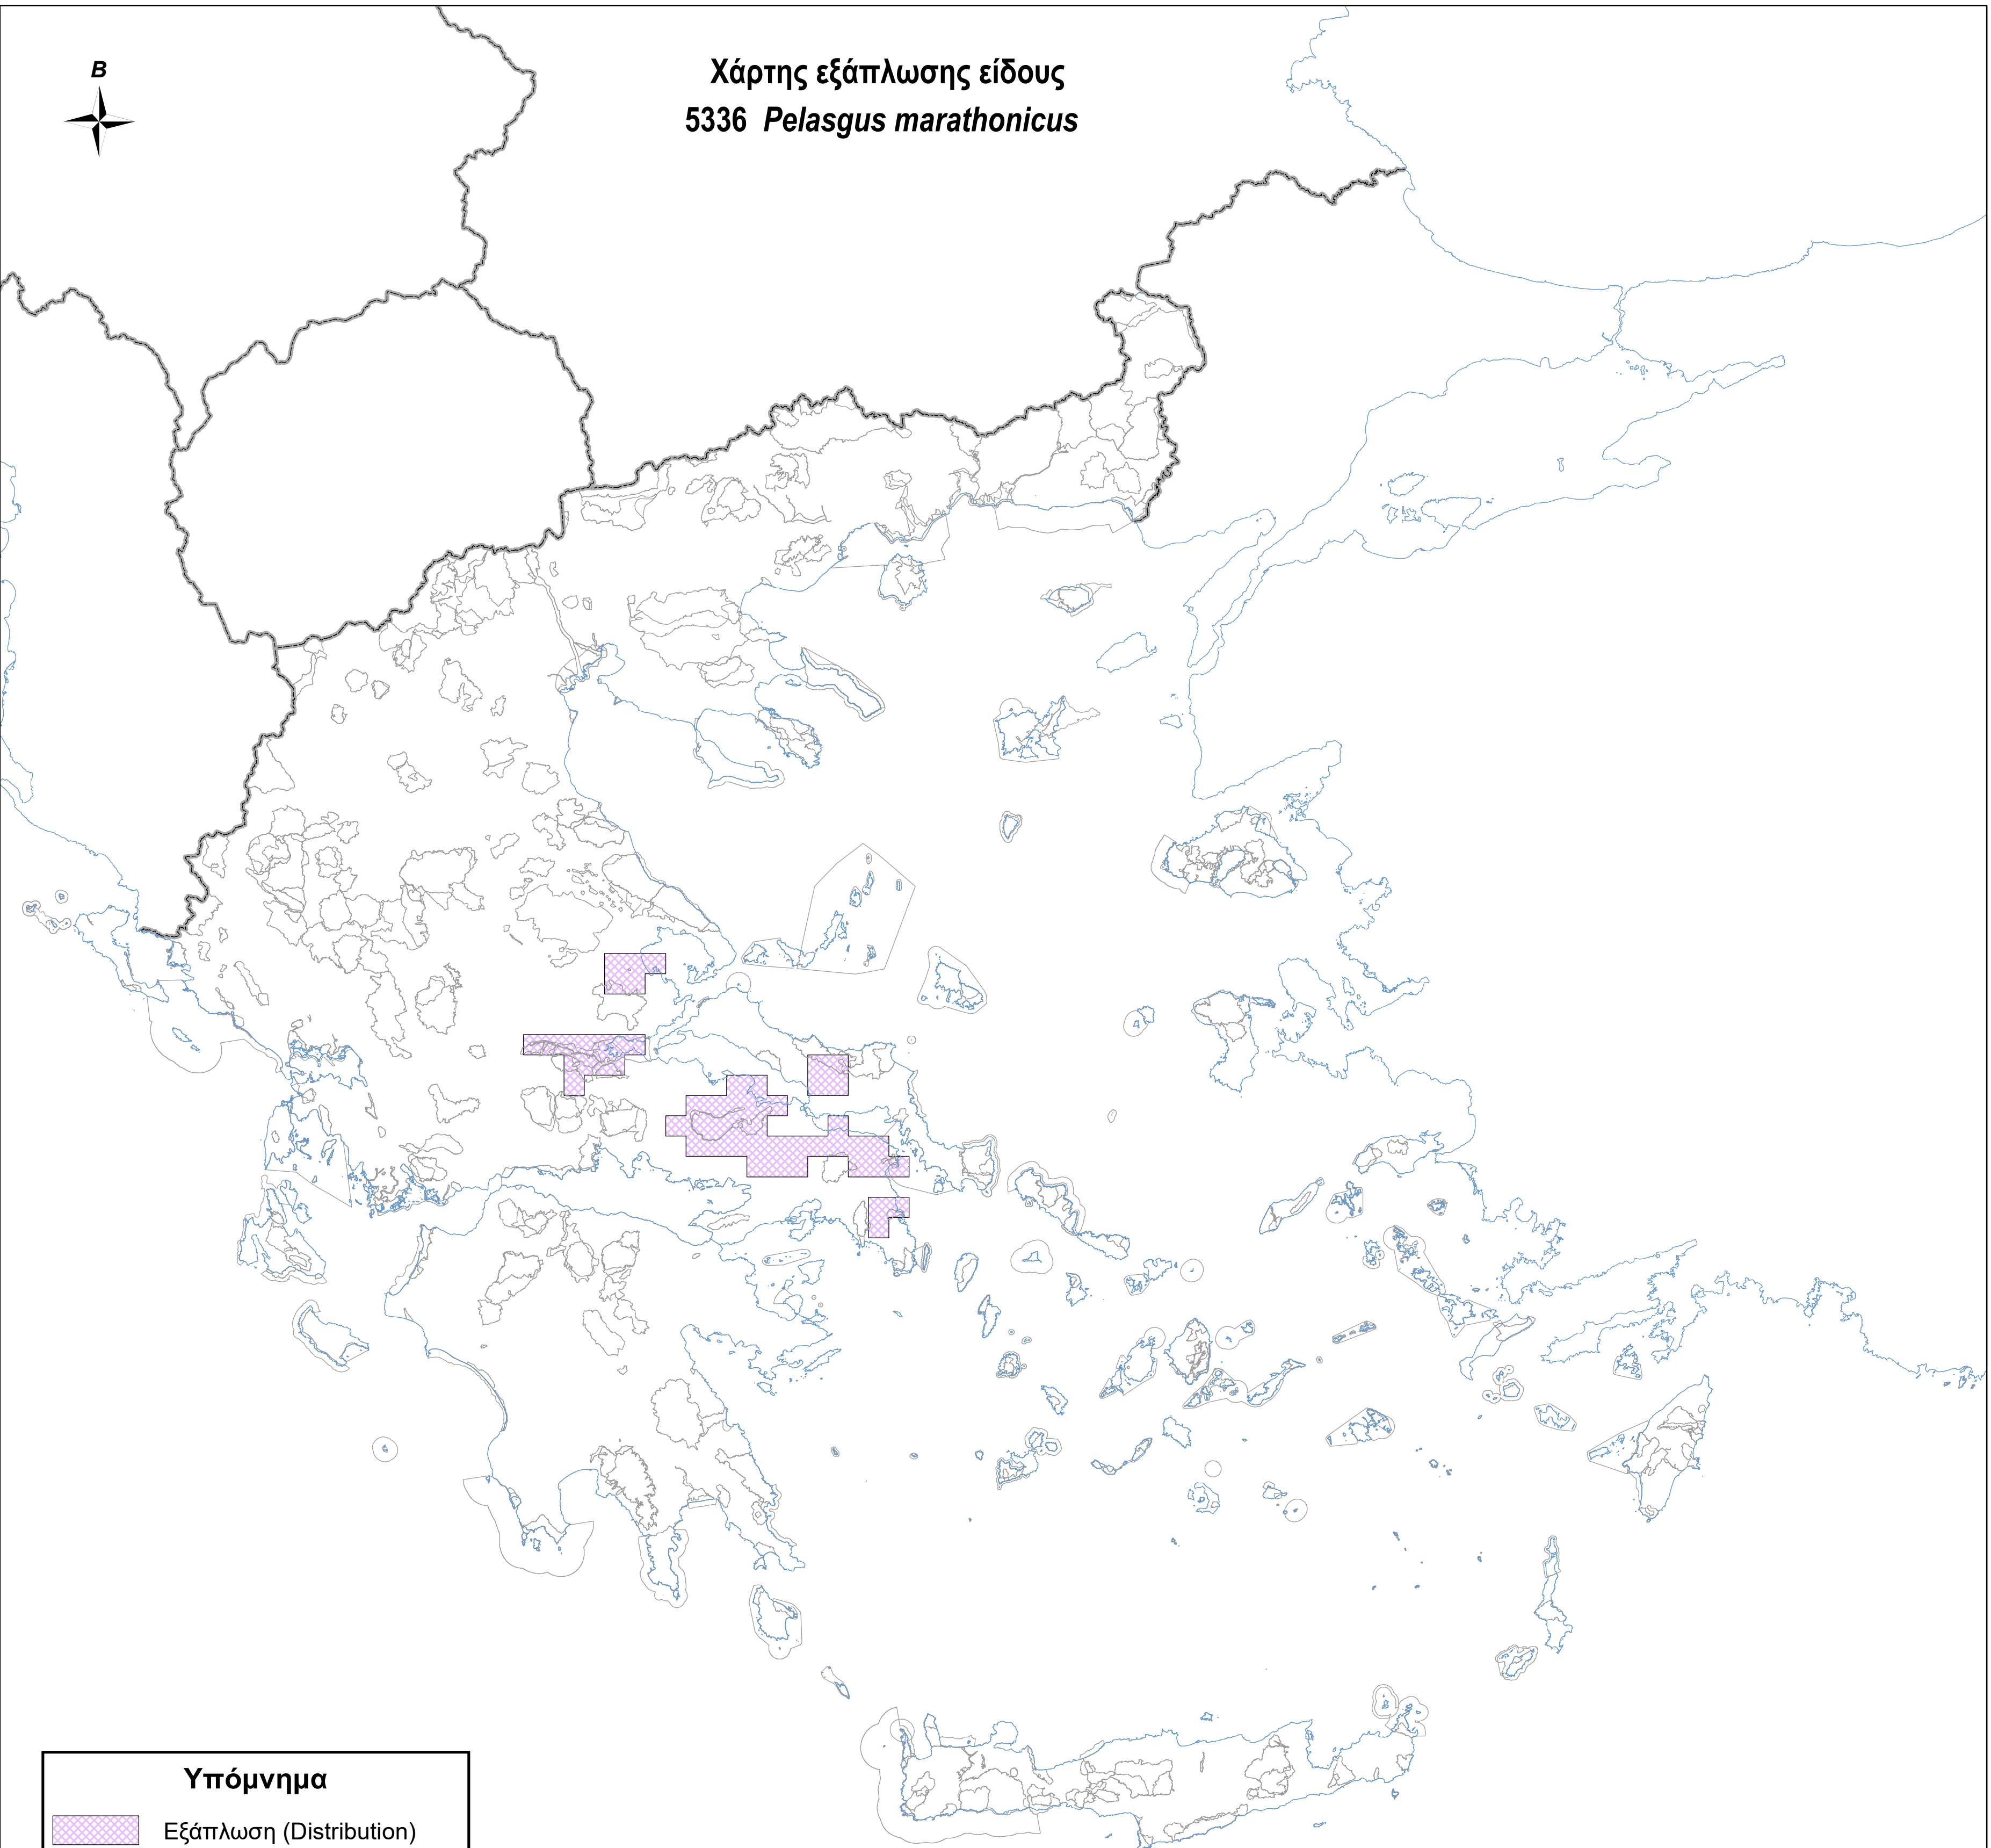 B
Χάρτης εξάπλωσης είδους
5336 Pelasgus marathonicus
Υπόμνημα
Εξάπλωση (Distribution)